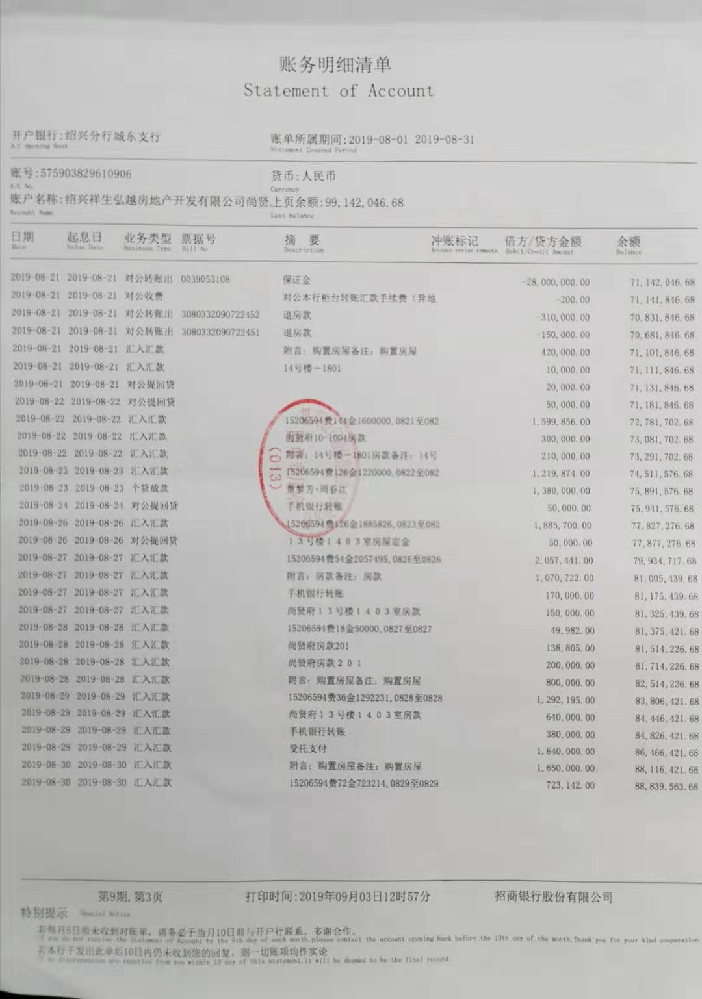 账务明细清单
Statement of Account
开户银行:绍兴分行城东支行 账单所属期间:2019-08-01 2019-08-31
A/C Opening Bank Statement Covered Period
账号:575903829610906 货币:人民币
A/C No. Currency
账户名称:绍兴祥生弘越房地产开发有限公司尚贤 上页余额:99,142,046.68
Account Name Last balance
日期 起息日 业务类型 票据号 摘 要 冲账标记 借方/贷方金额 余额
Date Value Date Business Type Bill No Description Account revise remarks Debit/Credit Amount Balance
2019-08-21 2019-08-21 对公转账出 0039053108 保证金 -28,000,000.00 71,142,046.68
2019-08-21 2019-08-21 对公收费 对公本行柜台转账汇款手续费（异地 -200.00 71,141,846.68
2019-08-21 2019-08-21 对公转账出 3080332090722452 退房款 -310,000.00 70,831,846.68
2019-08-21 2019-08-21 对公转账出 3080332090722451 退房款 -150,000.00 70,681,846.68
2019-08-21 2019-08-21 汇入汇款 附言: 购置房屋备注: 购置房屋 420,000.00 71,101,846.68
2019-08-21 2019-08-21 汇入汇款 14号楼-1801 10,000.00 71,111,846.68
2019-08-21 2019-08-21 对公提回贷 20,000.00 71,131,846.68
2019-08-22 2019-08-22 对公提回贷 50,000.00 71,181,846.68
2019-08-22 2019-08-22 汇入汇款 15206594费144金1600000,0821至082 1,599,856.00 72,781,702.68
2019-08-22 2019-08-22 汇入汇款 尚贤府10-1004房款 300,000.00 73,081,702.68
2019-08-22 2019-08-22 汇入汇款 附言: 14号楼-1801房款备注: 14号 210,000.00 73,291,702.68
2019-08-23 2019-08-23 汇入汇款 15206594费126金1220000,0822至082 1,219,874.00 74,511,576.68
2019-08-23 2019-08-23 个贷放款 董黎芳·周春江 1,380,000.00 75,891,576.68
2019-08-24 2019-08-24 对公提回贷 手机银行转账 50,000.00 75,941,576.68
2019-08-26 2019-08-26 汇入汇款 15206594费126金1885826,0823至082 1,885,700.00 77,827,276.68
2019-08-26 2019-08-26 对公提回贷 13号楼1403室房屋定金 50,000.00 77,877,276.68
2019-08-27 2019-08-27 汇入汇款 15206594费54金2057495,0826至0826 2,057,441.00 79,934,717.68
2019-08-27 2019-08-27 汇入汇款 附言: 房款备注: 房款 1,070,722.00 81,005,439.68
2019-08-27 2019-08-27 汇入汇款 手机银行转账 170,000.00 81,175,439.68
2019-08-27 2019-08-27 汇入汇款 尚贤府13号楼1403室房款 150,000.00 81,325,439.68
2019-08-28 2019-08-28 汇入汇款 15206594费18金50000,0827至0827 49,982.00 81,375,421.68
2019-08-28 2019-08-28 汇入汇款 尚贤府房款201 138,805.00 81,514,226.68
2019-08-28 2019-08-28 汇入汇款 尚贤府房款201 200,000.00 81,714,226.68
2019-08-28 2019-08-28 汇入汇款 附言: 购置房屋备注: 购置房屋 800,000.00 82,514,226.68
2019-08-29 2019-08-29 汇入汇款 15206594费36金1292231,0828至0828 1,292,195.00 83,806,421.68
2019-08-29 2019-08-29 汇入汇款 尚贤府13号楼1403室房款 640,000.00 84,446,421.68
2019-08-29 2019-08-29 汇入汇款 手机银行转账 380,000.00 84,826,421.68
2019-08-29 2019-08-29 汇入汇款 受托支付 1,640,000.00 86,466,421.68
2019-08-30 2019-08-30 汇入汇款 附言: 购置房屋备注: 购置房屋 1,650,000.00 88,116,421.68
2019-08-30 2019-08-30 汇入汇款 15206594费72金723214,0829至0829 723,142.00 88,839,563.68
(013)
第9期,第3页 打印时间:2019年09月03日12时57分 招商银行股份有限公司
特别提示 Special Notice
若每月5日前未收到对账单, 请务必于当月10日前与开户行联系, 多谢合作。
If you do not receive the Statement of Account by the 5th day of each month,please contact the account opening bank before the 10th day of the month,Thank you for your kind cooperation.
若本行于发出此单后10日内仍未收到您的回复, 则一切账项均作实论
If no discrepancies are reported from you within 10 day of this statement,it will be deemed to be the final record.